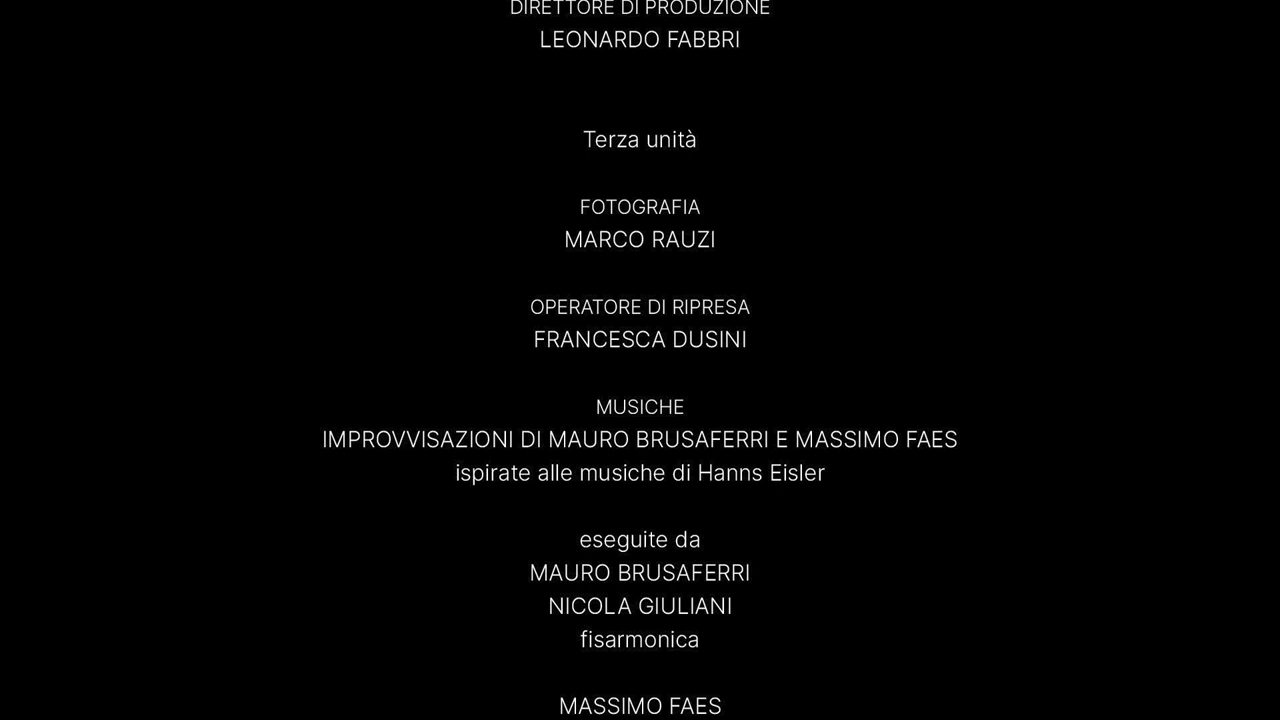 DIRETTORE DI PRODUZIONE
LEONARDO FABBRI
Terza unità
FOTOGRAFIA
MARCO RAUZI
OPERATORE DI RIPRESA
FRANCESCA DUSINI
MUSICHE
IMPROVVISAZIONI DI MAURO BRUSAFERRI E MASSIMO FAES
ispirate alle musiche di Hanns Eisler
eseguite da
MAURO BRUSAFERRI
NICOLA GIULIANI
fisarmonica
MASSIMO FAES